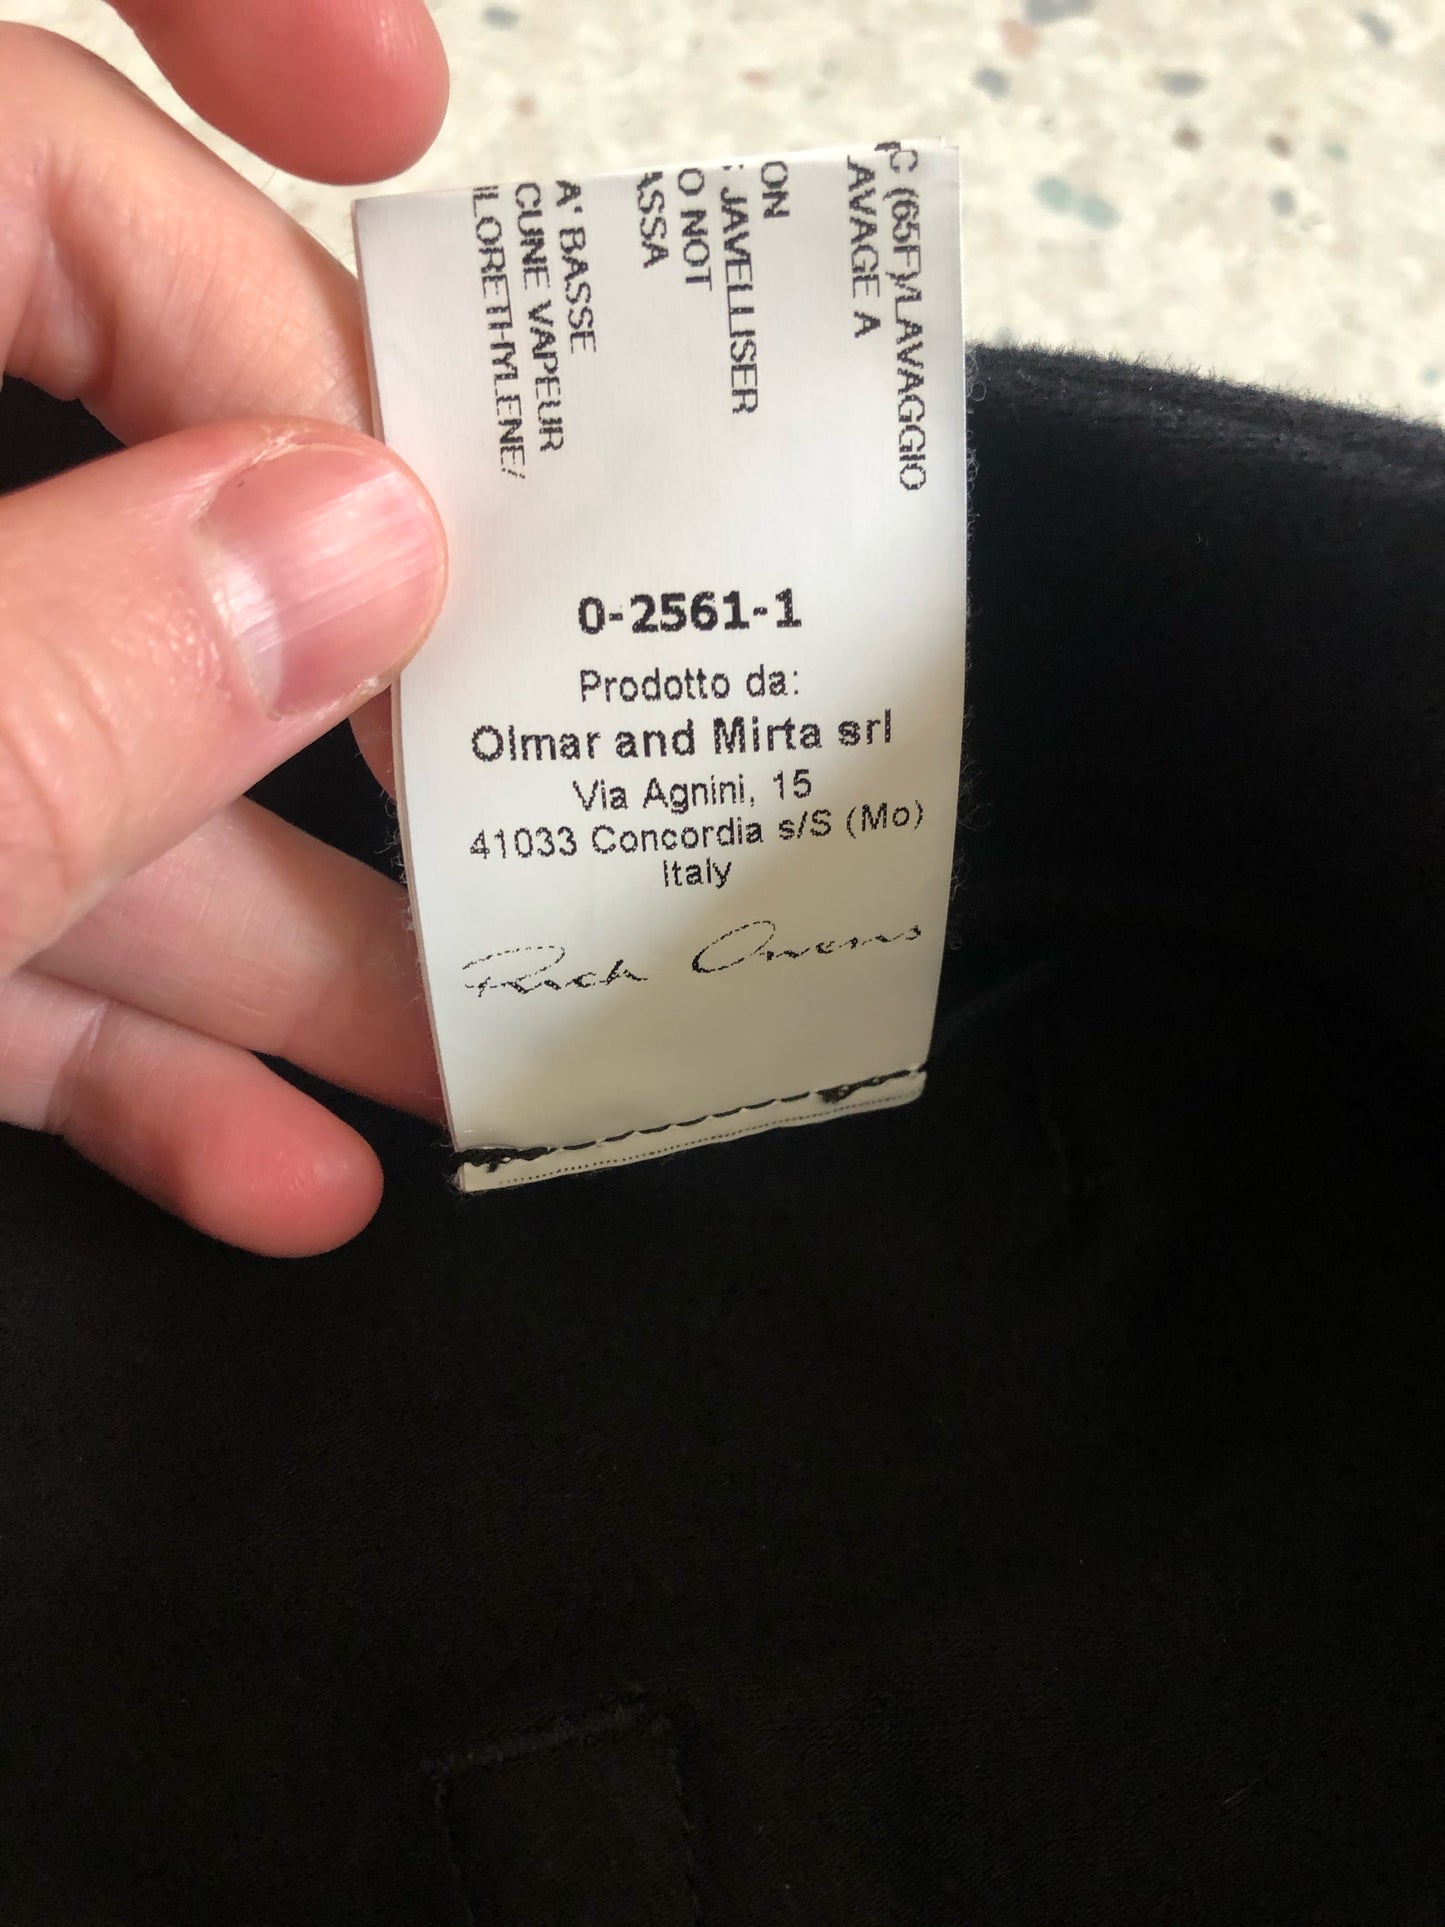 C (65F)/LAVAGGIO
AVAGE A
ON
: JAVELLISER
O NOT
ASSA
A' BASSE
CUNE VAPEUR
ILORETHYLENE/
0-2561-1
Prodotto da:
Olmar and Mirta srl
Via Agnini, 15
41033 Concordia s/S (Mo)
Italy
Rick Owens